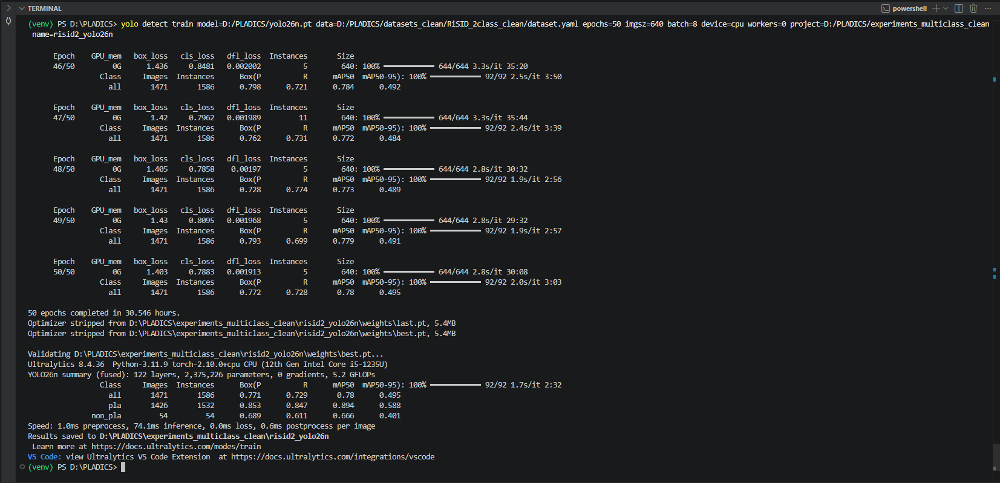 TERMINAL
powershell
(venv) PS D:\PLADICS> yolo detect train model=D:/PLADICS/yolo26n.pt data=D:/PLADICS/datasets_clean/RiSID_2class_clean/dataset.yaml epochs=50 imgsz=640 batch=8 device=cpu workers=0 project=D:/PLADICS/experiments_multiclass_clean
name=risid2_yolo26n
Epoch GPU_mem box_loss cls_loss dfl_loss Instances Size
46/50 0G 1.436 0.8481 0.002002 5 640: 100% 644/644 3.3s/it 35:20
Class Images Instances Box(P R mAP50 mAP50-95): 100% 92/92 2.5s/it 3:50
all 1471 1586 0.798 0.721 0.784 0.492
Epoch GPU_mem box_loss cls_loss dfl_loss Instances Size
47/50 0G 1.42 0.7962 0.001989 11 640: 100% 644/644 3.3s/it 35:44
Class Images Instances Box(P R mAP50 mAP50-95): 100% 92/92 2.4s/it 3:39
all 1471 1586 0.762 0.731 0.772 0.484
Epoch GPU_mem box_loss cls_loss dfl_loss Instances Size
48/50 0G 1.405 0.7858 0.00197 5 640: 100% 644/644 2.8s/it 30:32
Class Images Instances Box(P R mAP50 mAP50-95): 100% 92/92 1.9s/it 2:56
all 1471 1586 0.728 0.774 0.773 0.489
Epoch GPU_mem box_loss cls_loss dfl_loss Instances Size
49/50 0G 1.43 0.8095 0.001968 5 640: 100% 644/644 2.8s/it 29:32
Class Images Instances Box(P R mAP50 mAP50-95): 100% 92/92 1.9s/it 2:57
all 1471 1586 0.793 0.699 0.779 0.491
Epoch GPU_mem box_loss cls_loss dfl_loss Instances Size
50/50 0G 1.403 0.7883 0.001913 5 640: 100% 644/644 2.8s/it 30:08
Class Images Instances Box(P R mAP50 mAP50-95): 100% 92/92 2.0s/it 3:03
all 1471 1586 0.772 0.728 0.78 0.495
50 epochs completed in 30.546 hours.
Optimizer stripped from D:\PLADICS\experiments_multiclass_clean\risid2_yolo26n\weights\last.pt, 5.4MB
Optimizer stripped from D:\PLADICS\experiments_multiclass_clean\risid2_yolo26n\weights\best.pt, 5.4MB
Validating D:\PLADICS\experiments_multiclass_clean\risid2_yolo26n\weights\best.pt...
Ultralytics 8.4.36 Python-3.11.9 torch-2.10.0+cpu CPU (12th Gen Intel Core i5-1235U)
YOLO26n summary (fused): 122 layers, 2,375,226 parameters, 0 gradients, 5.2 GFLOPs
Class Images Instances Box(P R mAP50 mAP50-95): 100% 92/92 1.7s/it 2:32
all 1471 1586 0.771 0.729 0.78 0.495
pla 1426 1532 0.853 0.847 0.894 0.588
non_pla 54 54 0.689 0.611 0.666 0.401
Speed: 1.0ms preprocess, 74.1ms inference, 0.0ms loss, 0.6ms postprocess per image
Results saved to D:\PLADICS\experiments_multiclass_clean\risid2_yolo26n
Learn more at https://docs.ultralytics.com/modes/train
VS Code: view Ultralytics VS Code Extension at https://docs.ultralytics.com/integrations/vscode
(venv) PS D:\PLADICS>